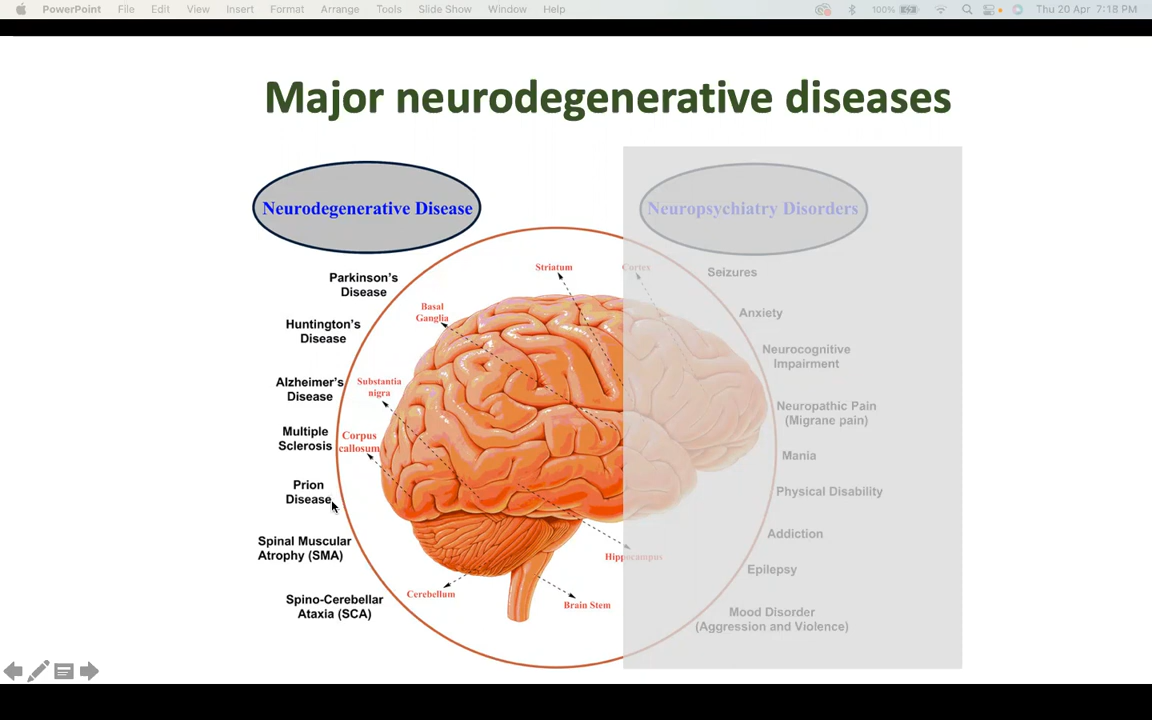 PowerPoint File Edit View Insert Format Arrange Tools Slide Show Window Help 100% Thu 20 Apr 7:18 PM
Major neurodegenerative diseases
Neurodegenerative Disease
Neuropsychiatry Disorders
Parkinson's
Disease
Huntington's
Disease
Alzheimer's
Disease
Multiple
Sclerosis
Prion
Disease
Spinal Muscular
Atrophy (SMA)
Spino-Cerebellar
Ataxia (SCA)
Striatum
Cortex
Basal
Ganglia
Substantia
nigra
Corpus
callosum
Hippocampus
Cerebellum
Brain Stem
Seizures
Anxiety
Neurocognitive
Impairment
Neuropathic Pain
(Migrane pain)
Mania
Physical Disability
Addiction
Epilepsy
Mood Disorder
(Aggression and Violence)